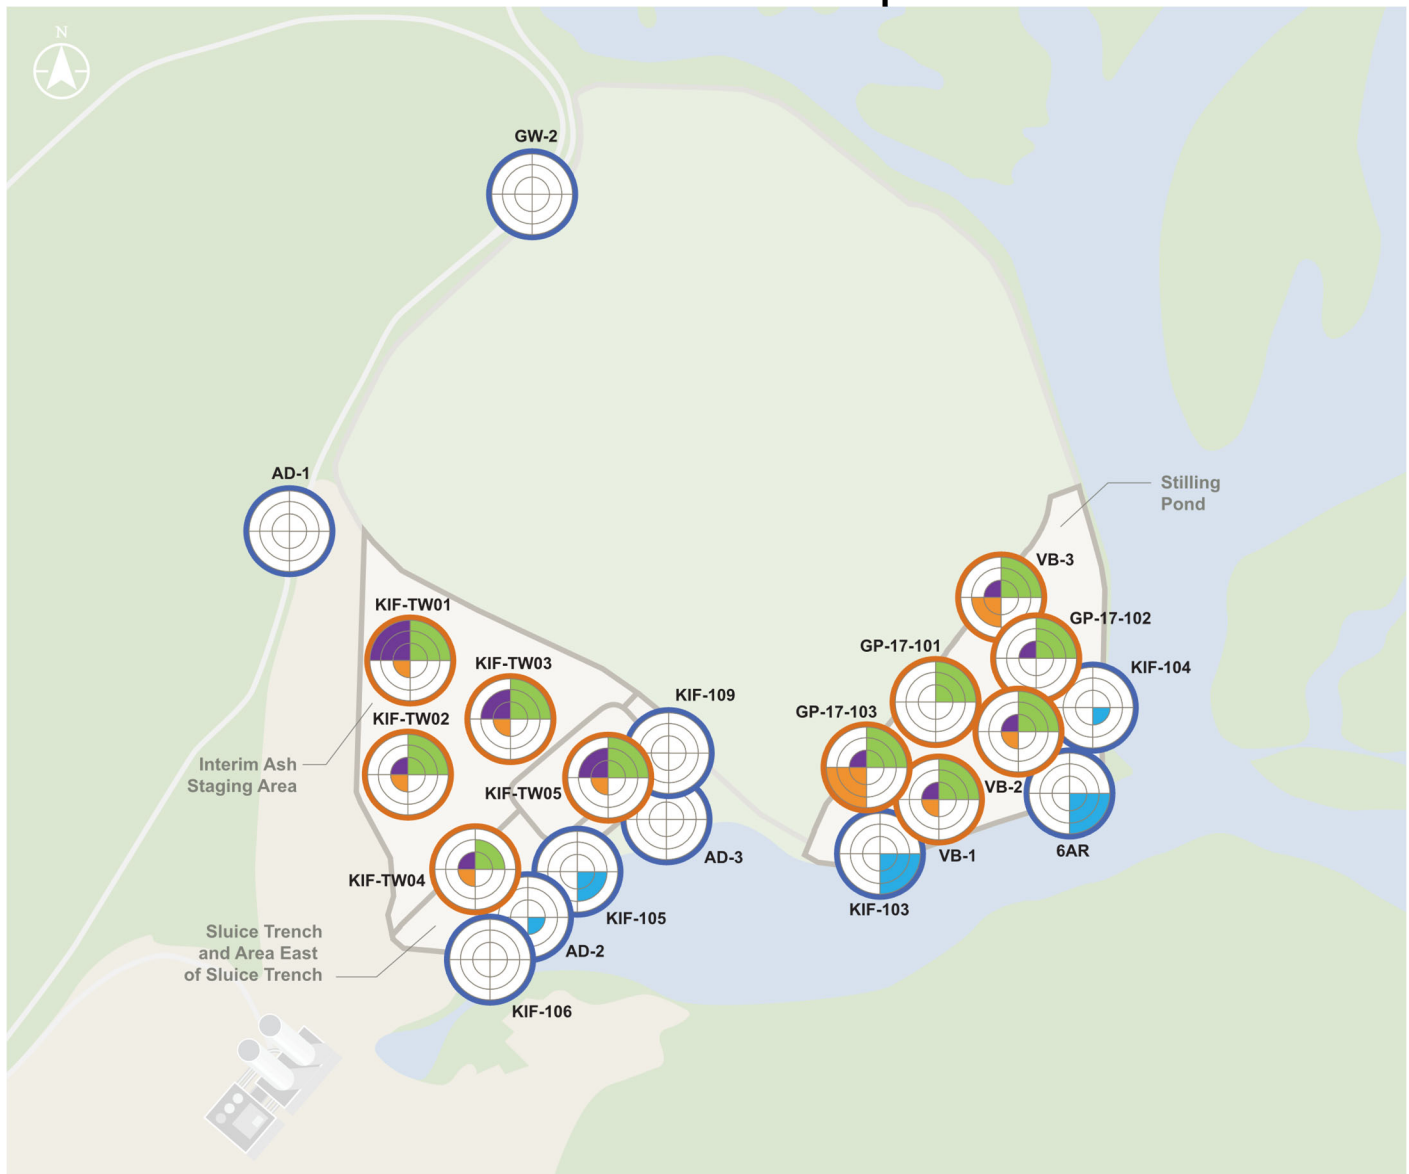 N
GW-2
AD-1
Stilling
Pond
VB-3
KIF-TW01
GP-17-102
GP-17-101
KIF-TW03
KIF-104
KIF-109
GP-17-103
KIF-TW02
Interim Ash
Staging Area
KIF-TW05
VB-2
6AR
VB-1
AD-3
KIF-TW04
KIF-103
KIF-105
Sluice Trench
and Area East
of Sluice Trench
AD-2
KIF-106